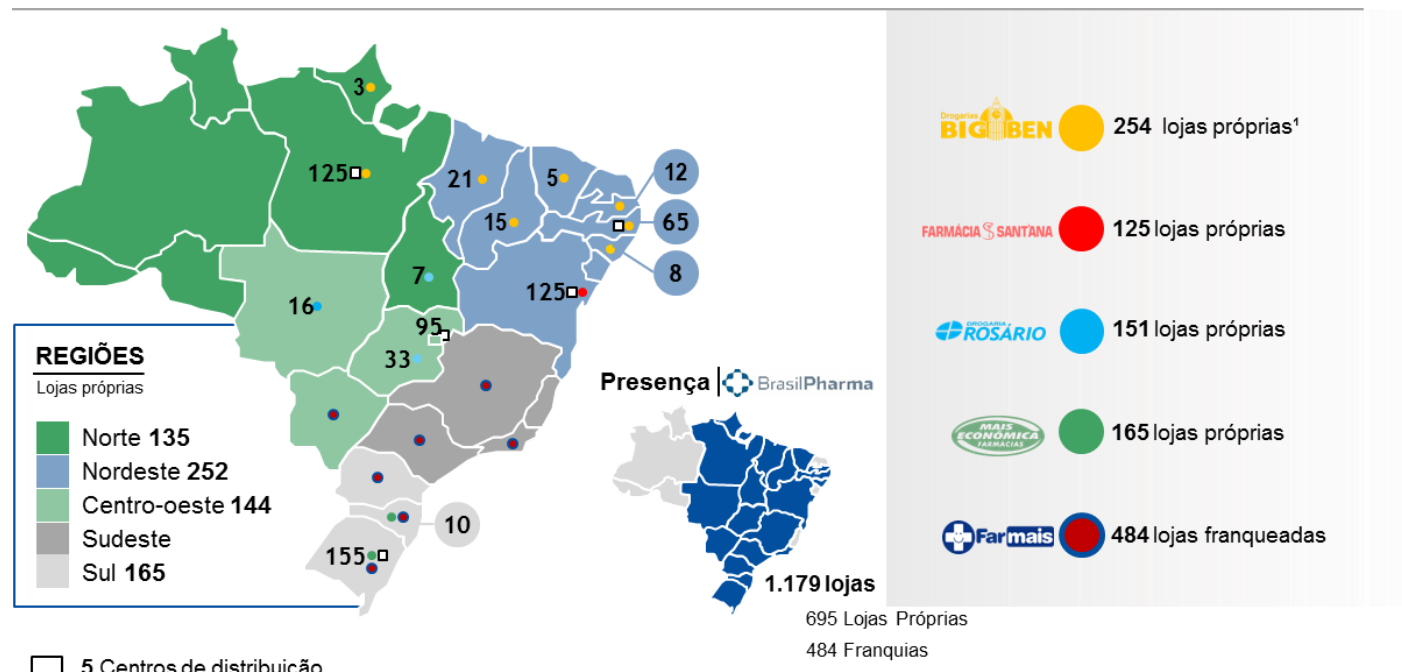 3
125
21
5
12
15
65
8
7
125
16
95
33
REGIÕES
Lojas próprias
Norte 135
Nordeste 252
Centro-oeste 144
Sudeste
Sul 165
10
155
5 Centros de distribuição
Presença BrasilPharma
1.179 lojas
695 Lojas Próprias
484 Franquias
Drogarias
BIG BEN
254 lojas próprias¹
FARMÁCIA SANT'ANA
125 lojas próprias
DROGARIA
ROSÁRIO
151 lojas próprias
MAIS
ECONÔMICA
FARMÁCIAS
165 lojas próprias
Farmais
484 lojas franqueadas